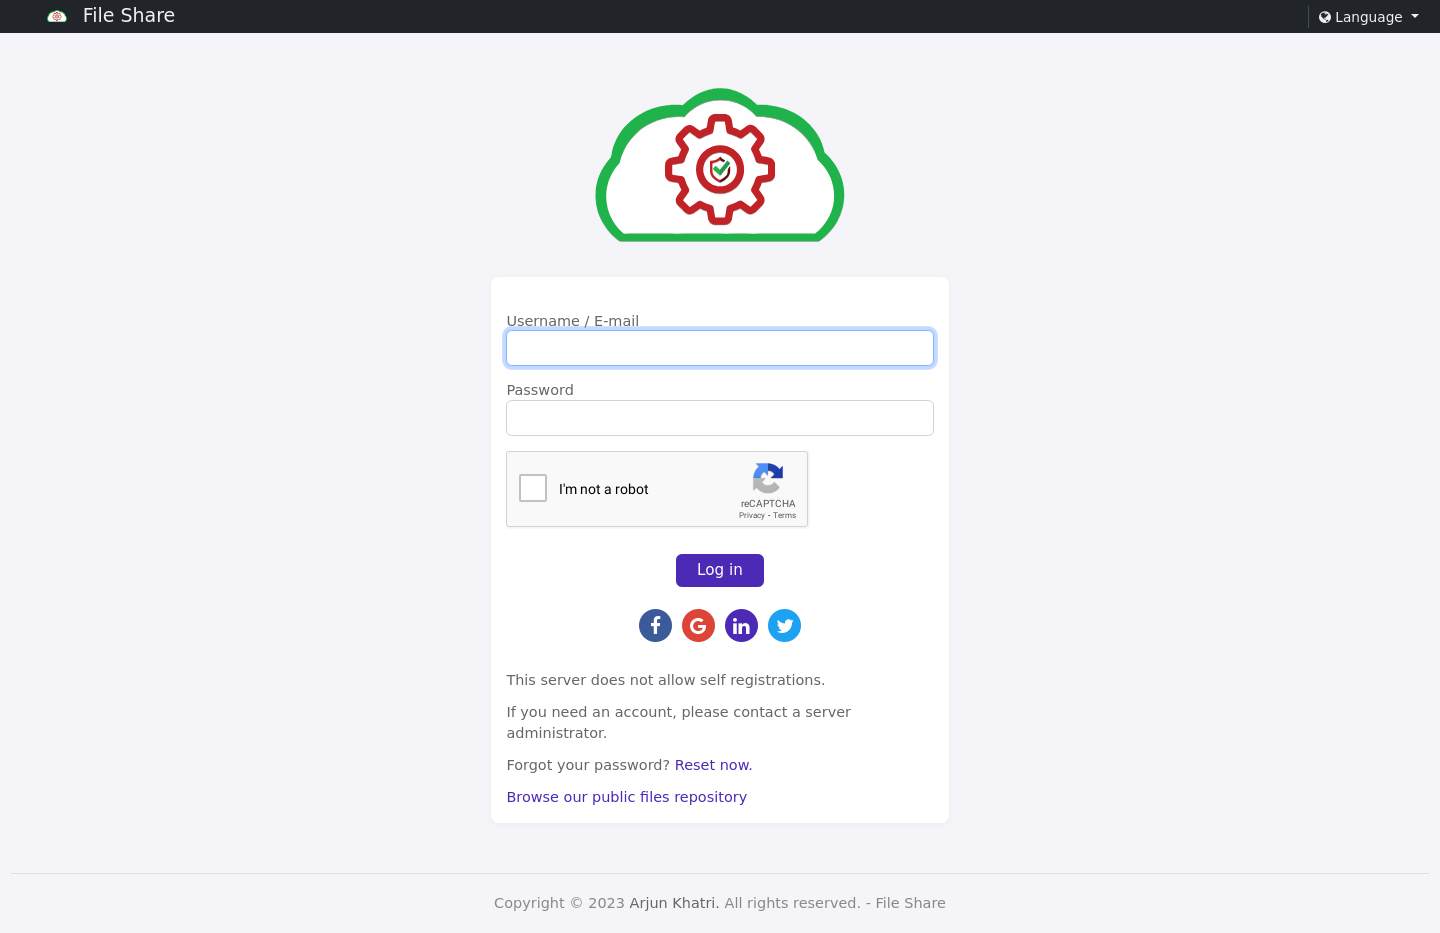 File Share
Language
Username / E-mail
Password
I'm not a robot
reCAPTCHA
Privacy - Terms
Log in
This server does not allow self registrations.
If you need an account, please contact a server
administrator.
Forgot your password? Reset now.
Browse our public files repository
Copyright © 2023 Arjun Khatri. All rights reserved. - File Share